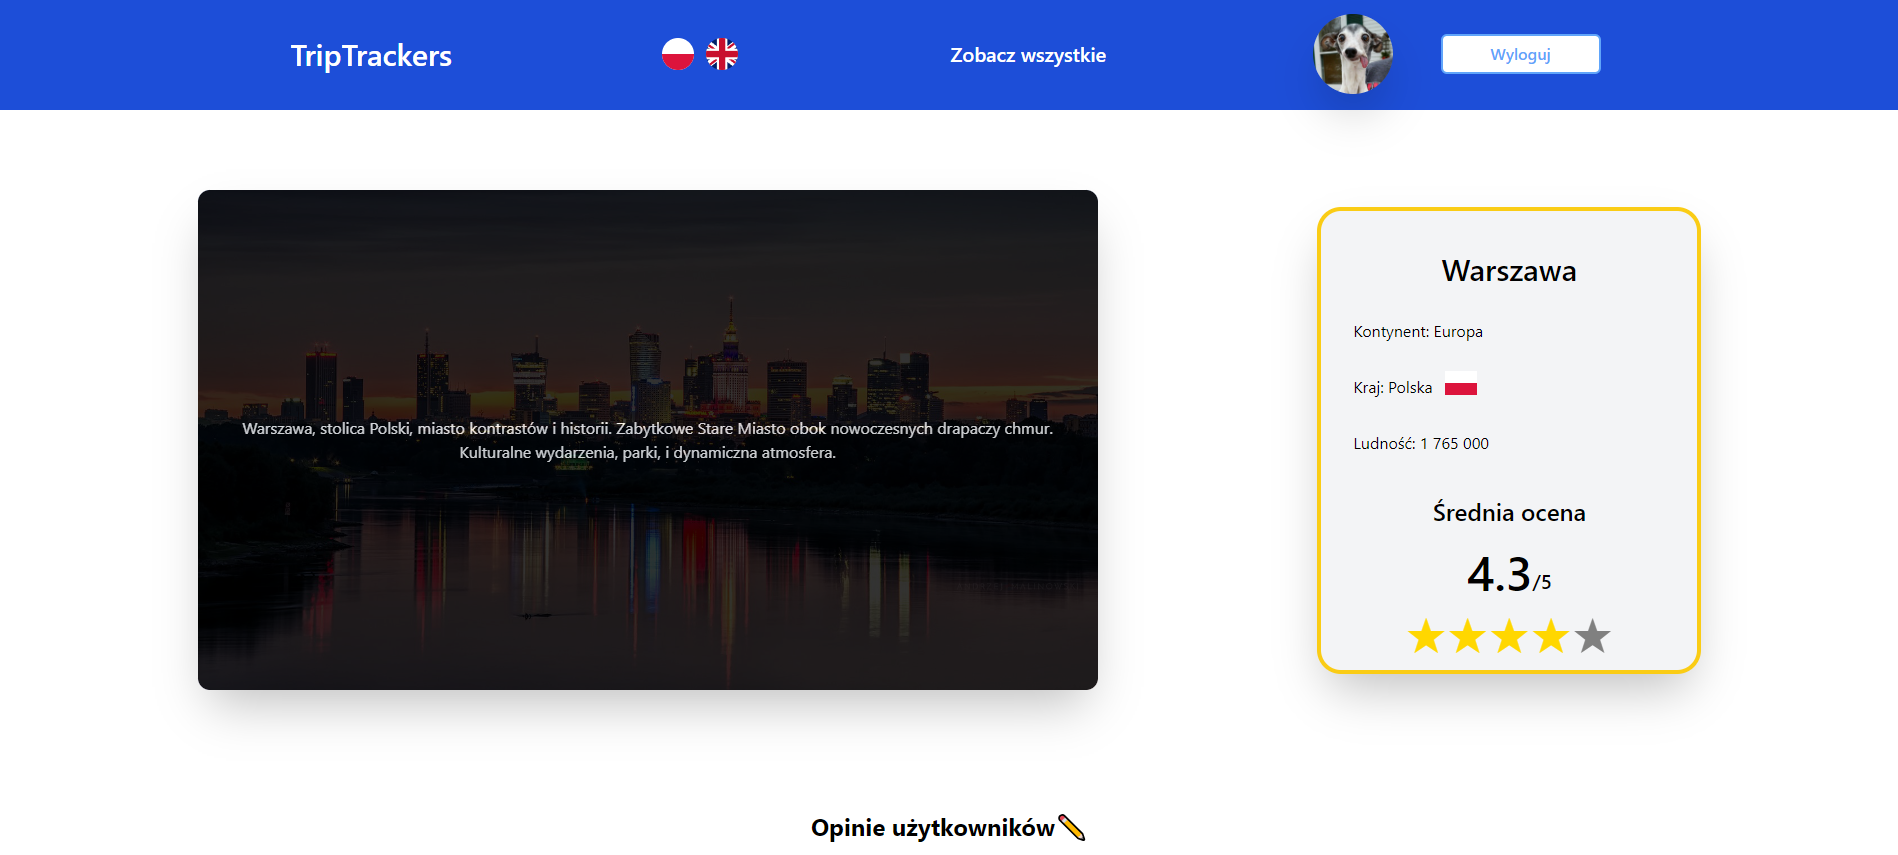 TripTrackers
Zobacz wszystkie
Wyloguj
Warszawa, stolica Polski, miasto kontrastów i historii. Zabytkowe Stare Miasto obok nowoczesnych drapaczy chmur.
Kulturalne wydarzenia, parki, i dynamiczna atmosfera.
Warszawa
Kontynent: Europa
Kraj: Polska
Ludność: 1 765 000
Średnia ocena
4.3/5
Opinie użytkowników